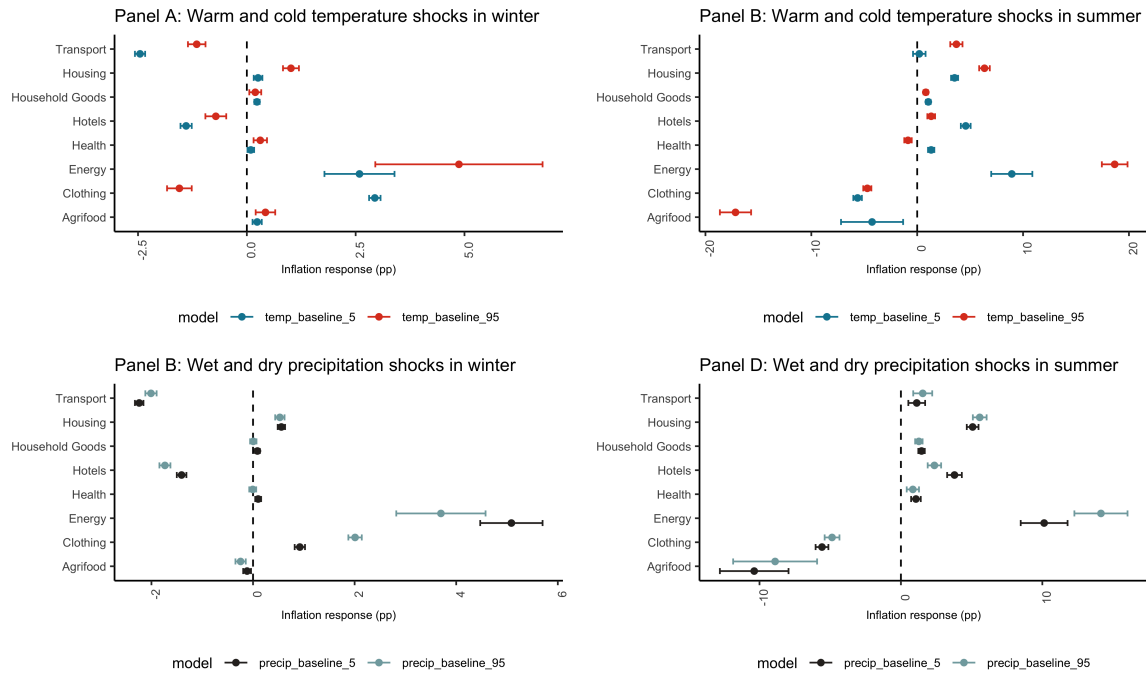 Panel A: Warm and cold temperature shocks in winter
Transport
Housing
Household Goods
Hotels
Health
Energy
Clothing
Agrifood
-2.5
0.0
2.5
5.0
Inflation response (pp)
model temp_baseline_5 temp_baseline_95
Panel B: Warm and cold temperature shocks in summer
Transport
Housing
Household Goods
Hotels
Health
Energy
Clothing
Agrifood
-20
-10
0
10
20
Inflation response (pp)
model temp_baseline_5 temp_baseline_95
Panel B: Wet and dry precipitation shocks in winter
Transport
Housing
Household Goods
Hotels
Health
Energy
Clothing
Agrifood
-2
0
2
4
6
Inflation response (pp)
model precip_baseline_5 precip_baseline_95
Panel D: Wet and dry precipitation shocks in summer
Transport
Housing
Household Goods
Hotels
Health
Energy
Clothing
Agrifood
-10
0
10
Inflation response (pp)
model precip_baseline_5 precip_baseline_95